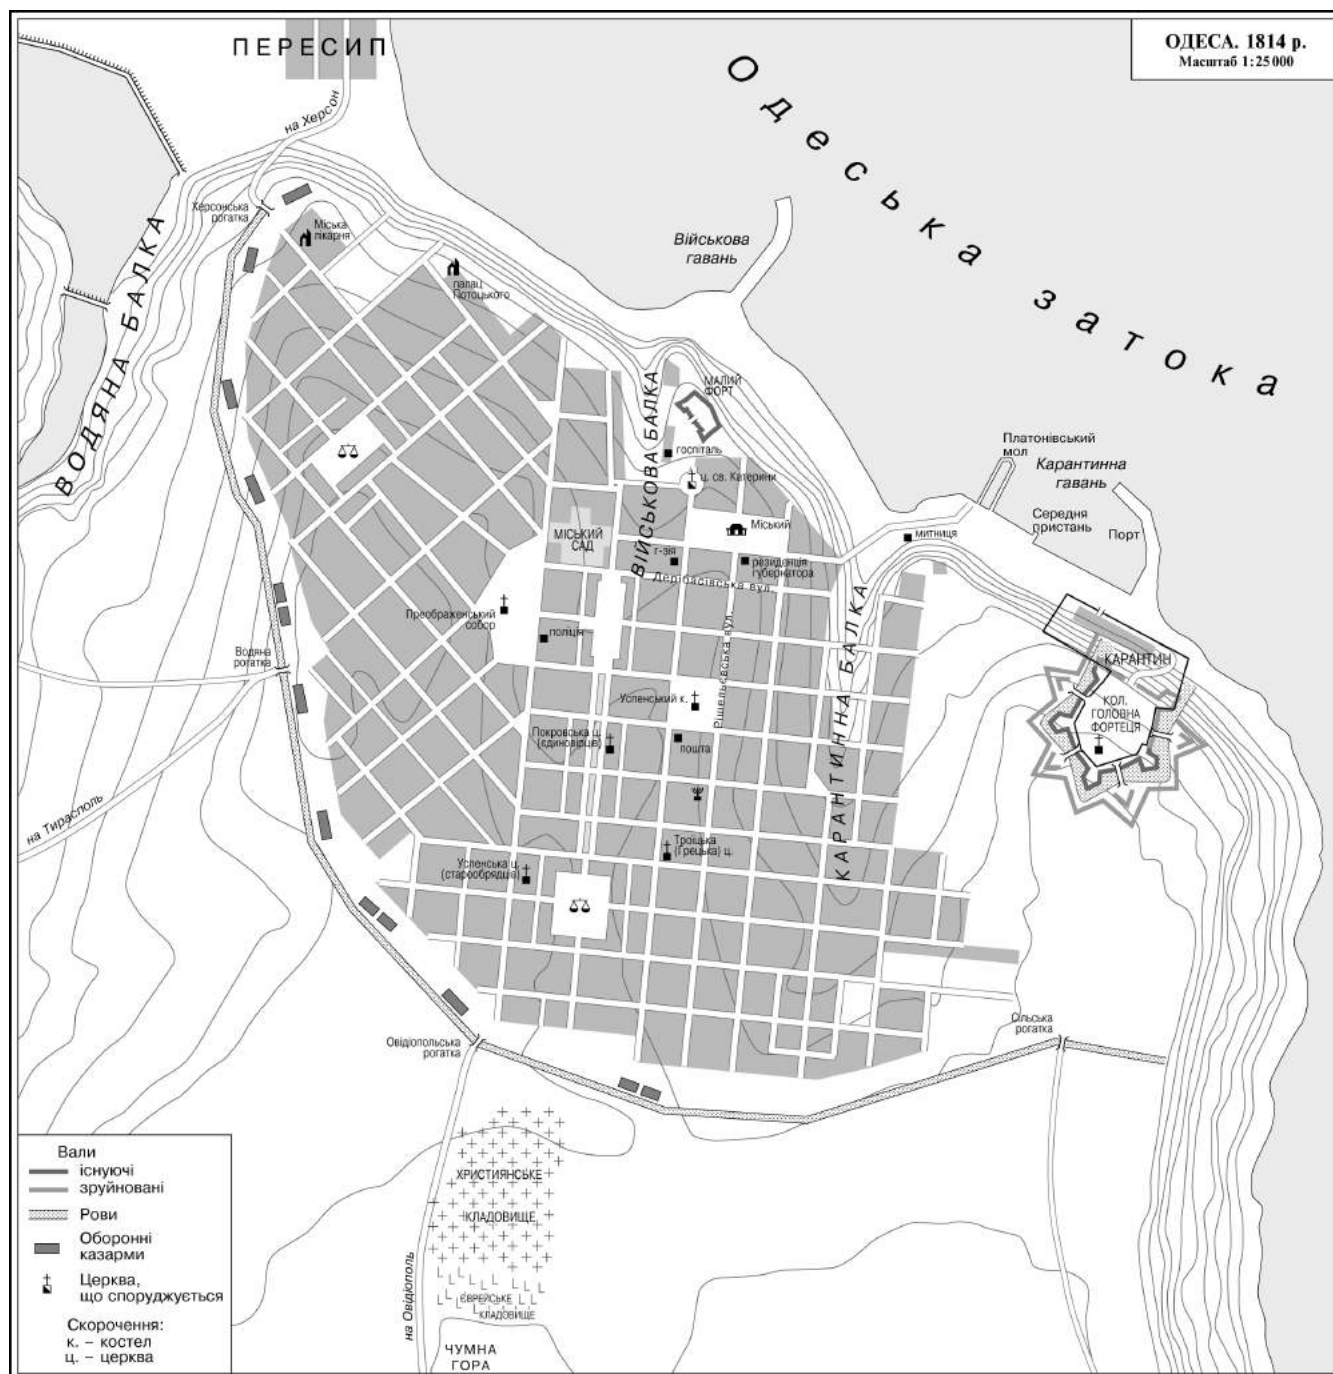 ОДЕСА. 1814 р.
Масштаб 1:25 000
ПЕРЕСИП
на Херсон
Одеська затока
Херсонська
рогатка
Міська
лікарня
палац
Потоцького
Військова
гавань
ВОДЯНА БАЛКА
ВІЙСЬКОВА БАЛКА
МАЛИЙ
ФОРТ
госпіталь
ц. св. Катерини
Платонівський
мол
Карантинна
гавань
Середня
пристань
Порт
митниця
МІСЬКИЙ
САД
Міський
г-зія
резиденція
губернатора
Дерібасівська вул.
Преображенський
собор
поліція
Рішельєвська вул.
КАРАНТИННА БАЛКА
Водяна
рогатка
КАРАНТИН
КОЛ.
ГОЛОВНА
ФОРТЕЦЯ
Успенський к.
Покровська ц.
(єдиновірців)
пошта
на Тирасполь
Троїцька
(Грецька) ц.
Успенська ц.
(старообрядців)
Овідіопольська
рогатка
Сільська
рогатка
ХРИСТИЯНСЬКЕ
КЛАДОВИЩЕ
ЄВРЕЙСЬКЕ
КЛАДОВИЩЕ
на Овідіополь
ЧУМНА
ГОРА
Вали
існуючі
зруйновані
Рови
Оборонні
казарми
Церква,
що споруджується
Скорочення:
к. – костел
ц. – церква